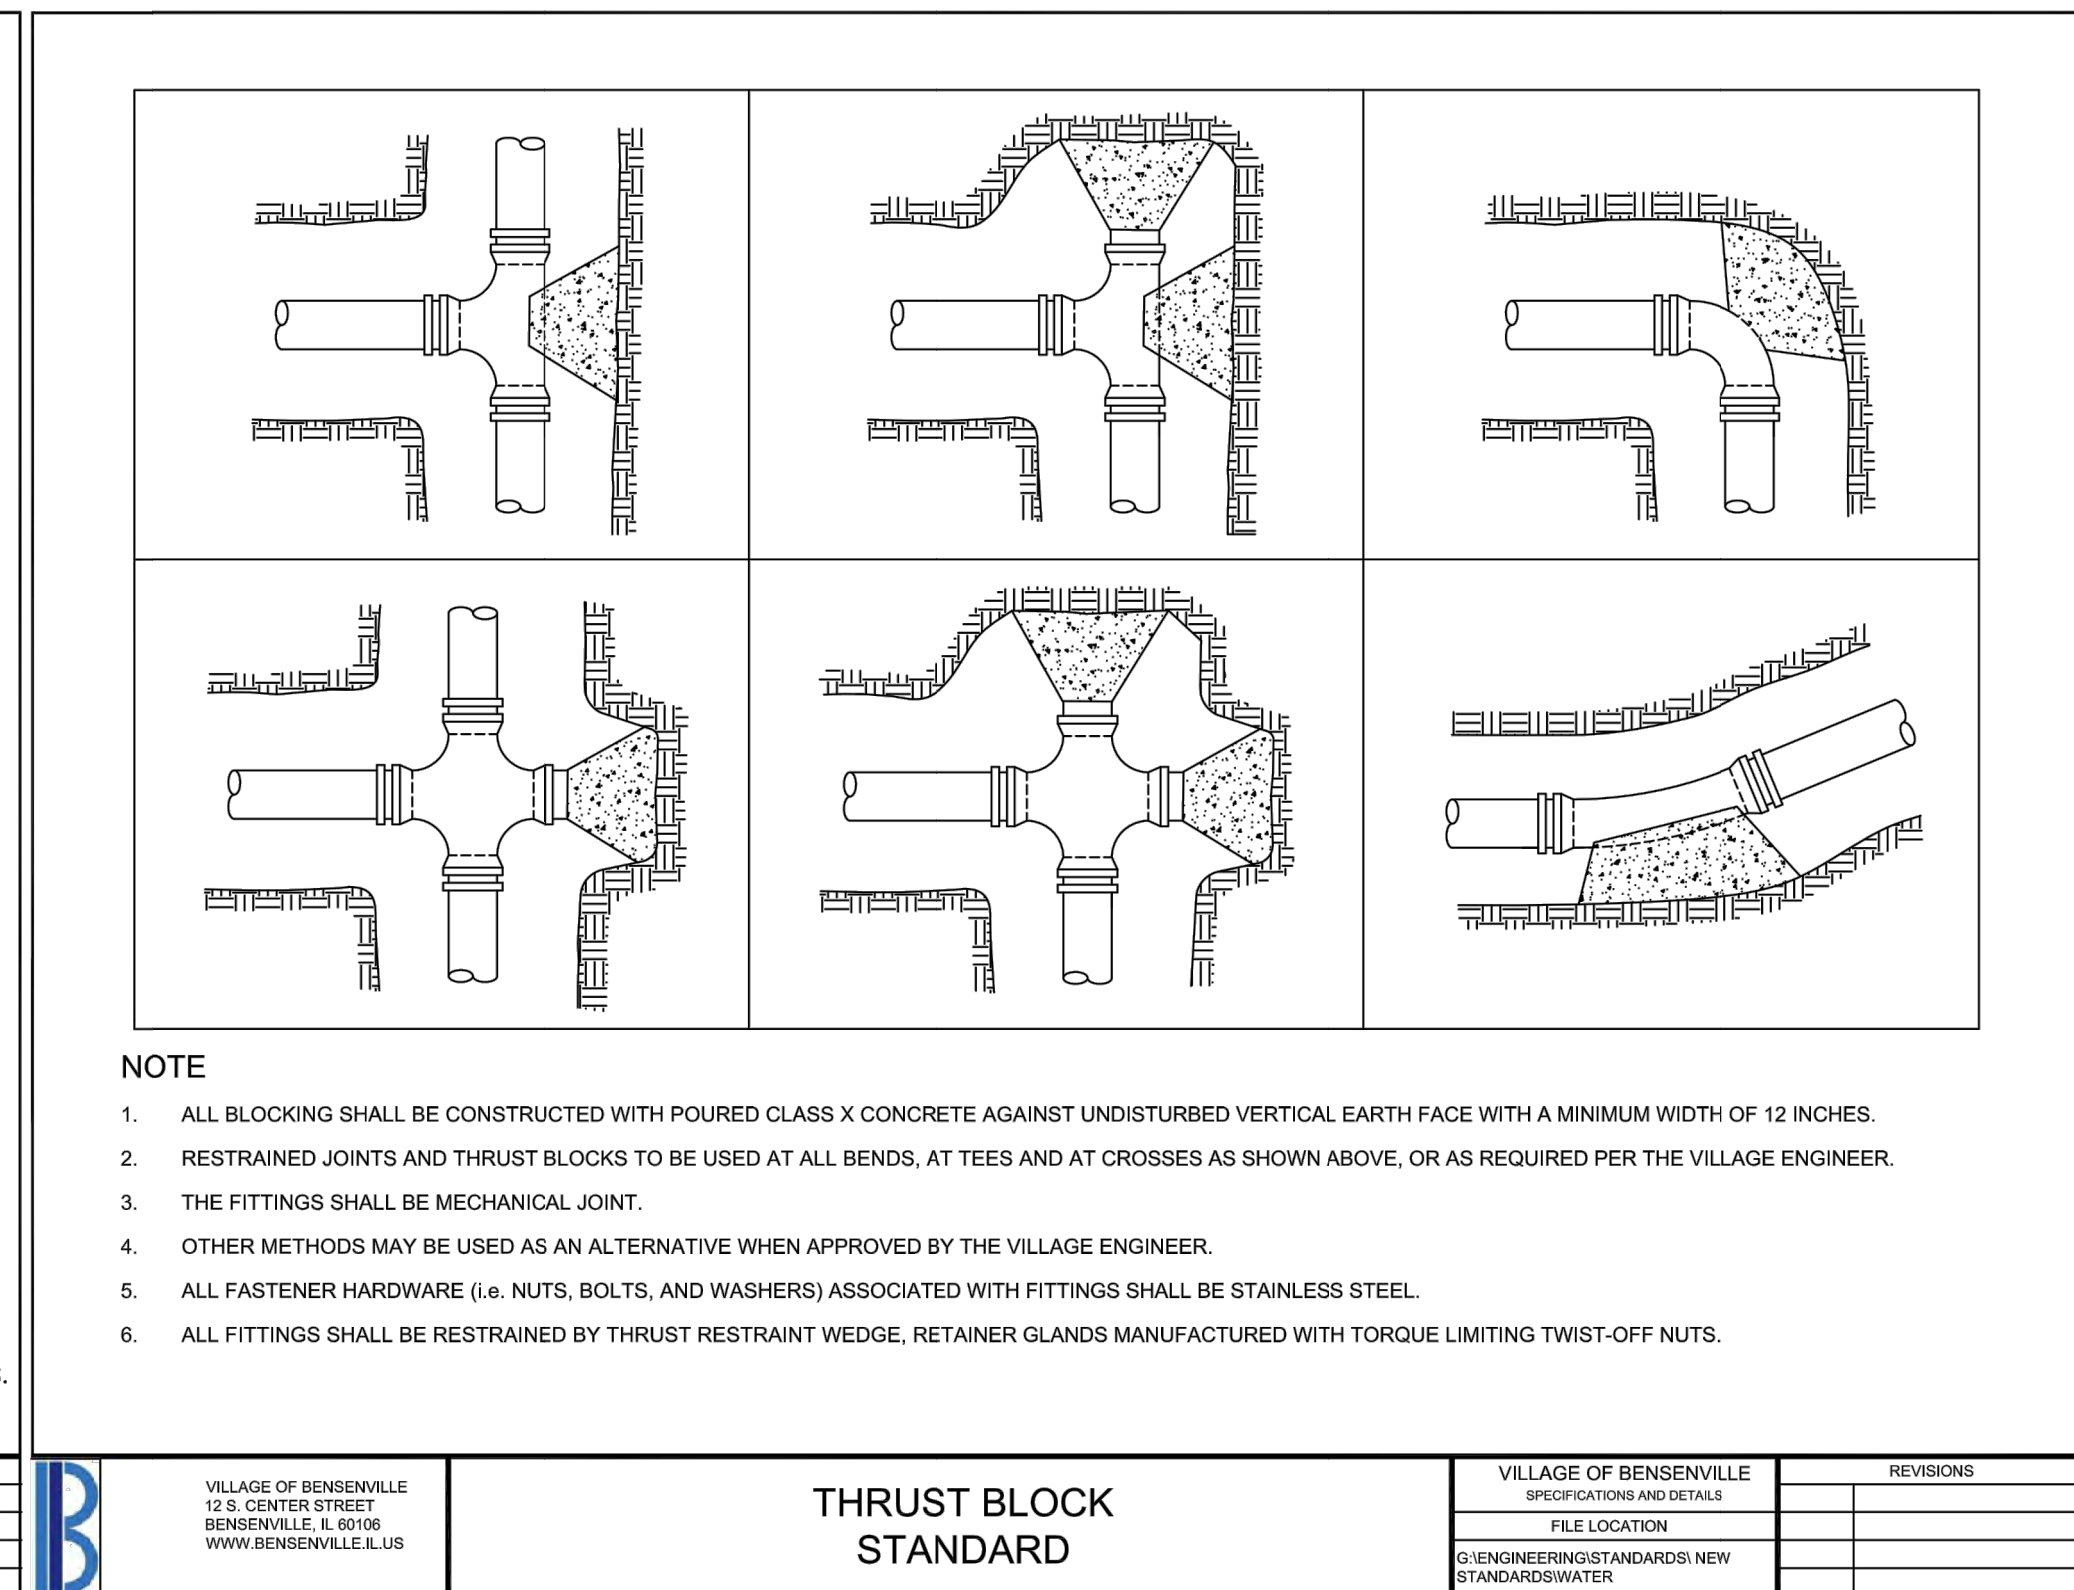 NOTE
1. ALL BLOCKING SHALL BE CONSTRUCTED WITH POURED CLASS X CONCRETE AGAINST UNDISTURBED VERTICAL EARTH FACE WITH A MINIMUM WIDTH OF 12 INCHES.
2. RESTRAINED JOINTS AND THRUST BLOCKS TO BE USED AT ALL BENDS, AT TEES AND AT CROSSES AS SHOWN ABOVE, OR AS REQUIRED PER THE VILLAGE ENGINEER.
3. THE FITTINGS SHALL BE MECHANICAL JOINT.
4. OTHER METHODS MAY BE USED AS AN ALTERNATIVE WHEN APPROVED BY THE VILLAGE ENGINEER.
5. ALL FASTENER HARDWARE (i.e. NUTS, BOLTS, AND WASHERS) ASSOCIATED WITH FITTINGS SHALL BE STAINLESS STEEL.
6. ALL FITTINGS SHALL BE RESTRAINED BY THRUST RESTRAINT WEDGE, RETAINER GLANDS MANUFACTURED WITH TORQUE LIMITING TWIST-OFF NUTS.
VILLAGE OF BENSENVILLE
12 S. CENTER STREET
BENSENVILLE, IL 60106
WWW.BENSENVILLE.IL.US
THRUST BLOCK
STANDARD
VILLAGE OF BENSENVILLE
SPECIFICATIONS AND DETAILS
FILE LOCATION
G:\ENGINEERING\STANDARDS\ NEW
STANDARDS\WATER
REVISIONS